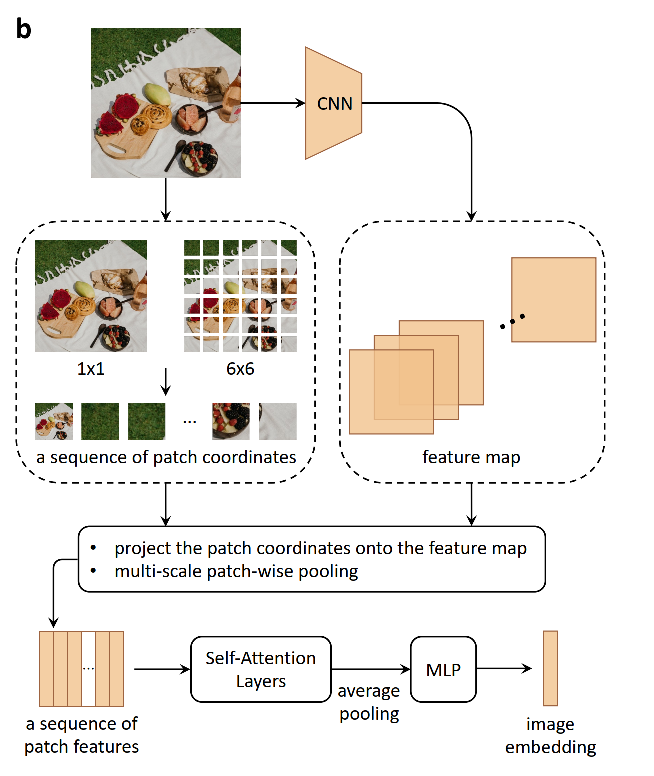 b
CNN
1x1
6x6
...
a sequence of patch coordinates
feature map
• project the patch coordinates onto the feature map
• multi-scale patch-wise pooling
...
Self-Attention
Layers
average
pooling
MLP
a sequence of
patch features
image
embedding